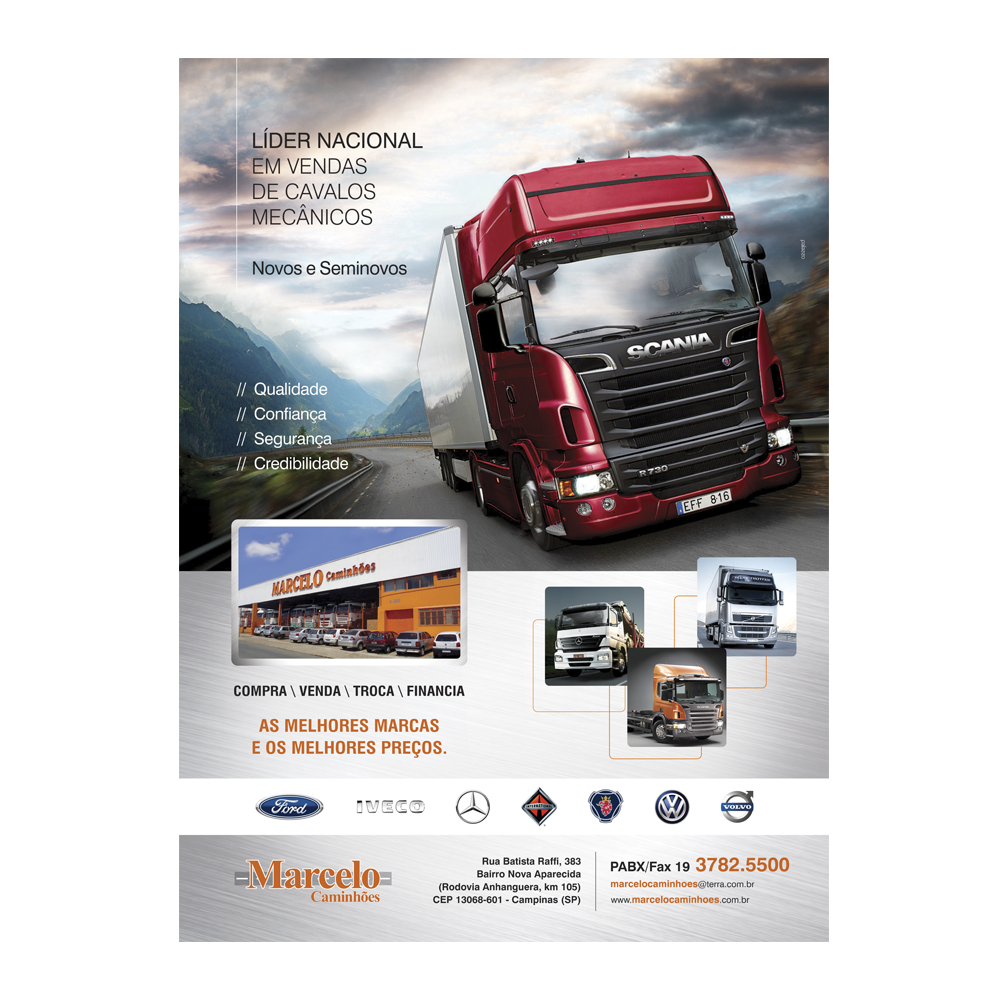 LÍDER NACIONAL
EM VENDAS
DE CAVALOS
MECÂNICOS
Novos e Seminovos
// Qualidade
// Confiança
// Segurança
// Credibilidade
SCANIA
R 730
EFF 816
MARCELO Caminhões
COMPRA \ VENDA \ TROCA \ FINANCIA
AS MELHORES MARCAS
E OS MELHORES PREÇOS.
Ford
IVECO
INTERNATIONAL
VOLVO
Marcelo
Caminhões
Rua Batista Raffi, 383
Bairro Nova Aparecida
(Rodovia Anhanguera, km 105)
CEP 13068-601 - Campinas (SP)
PABX/Fax 19 3782.5500
marcelocaminhoes@terra.com.br
www.marcelocaminhoes.com.br